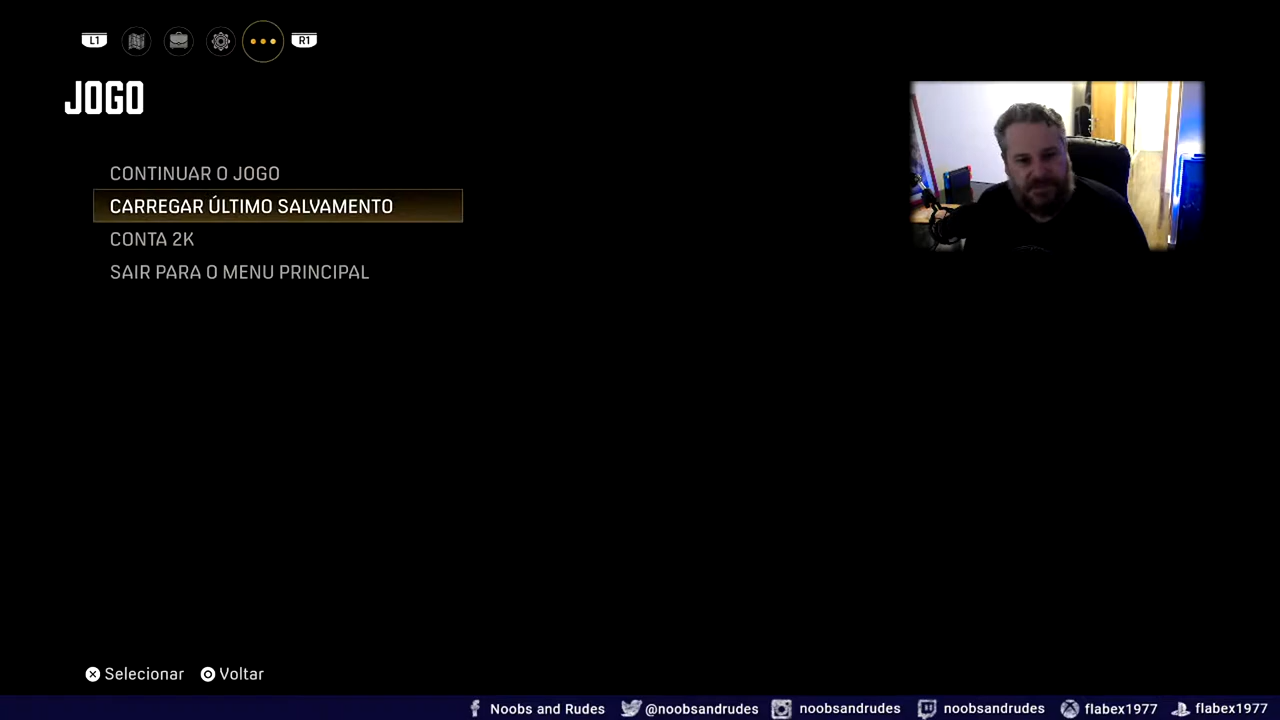 L1 R1
JOGO
CONTINUAR O JOGO
CARREGAR ÚLTIMO SALVAMENTO
CONTA 2K
SAIR PARA O MENU PRINCIPAL
Selecionar Voltar
Noobs and Rudes @noobsandrudes noobsandrudes noobsandrudes flabex1977 flabex1977